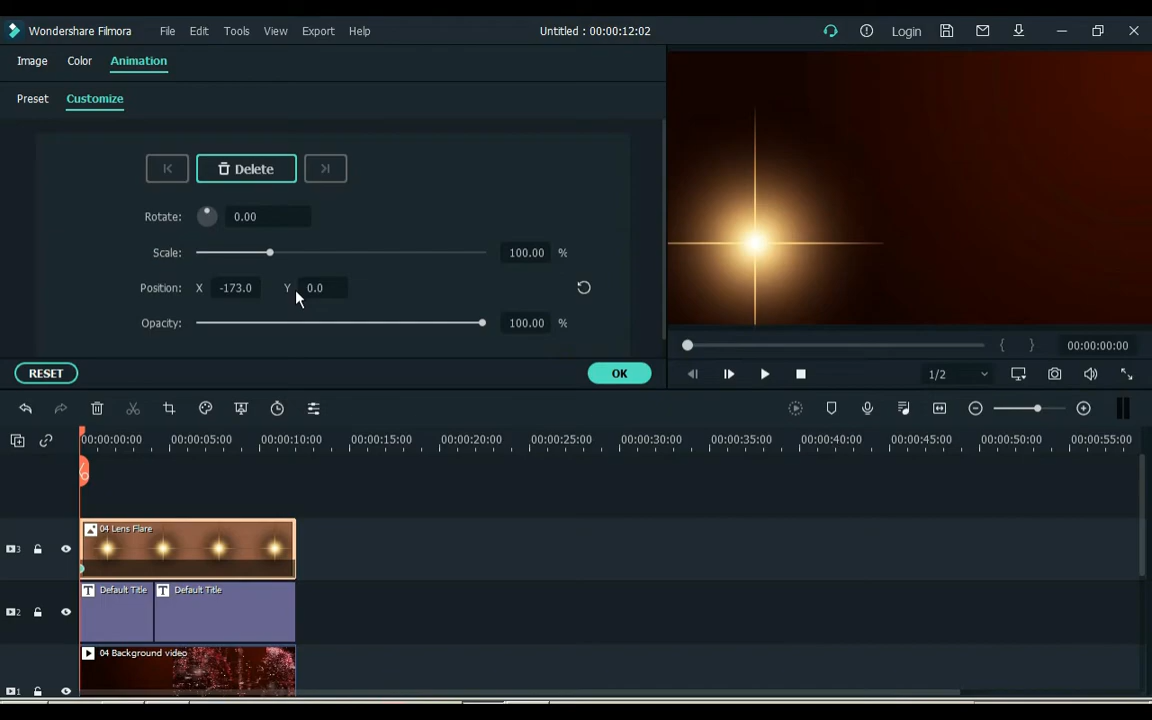 Wondershare Filmora File Edit Tools View Export Help Untitled : 00:00:12:02 Login
Image Color Animation
Preset Customize
Delete
Rotate: 0.00
Scale: 100.00 %
Position: X -173.0 Y 0.0
Opacity: 100.00 %
{ } 00:00:00:00
RESET OK
1/2
00:00:00:00 00:00:05:00 00:00:10:00 00:00:15:00 00:00:20:00 00:00:25:00 00:00:30:00 00:00:35:00 00:00:40:00 00:00:45:00 00:00:50:00 00:00:55:00
04 Lens Flare
3
T Default Title T Default Title
2
04 Background video
1